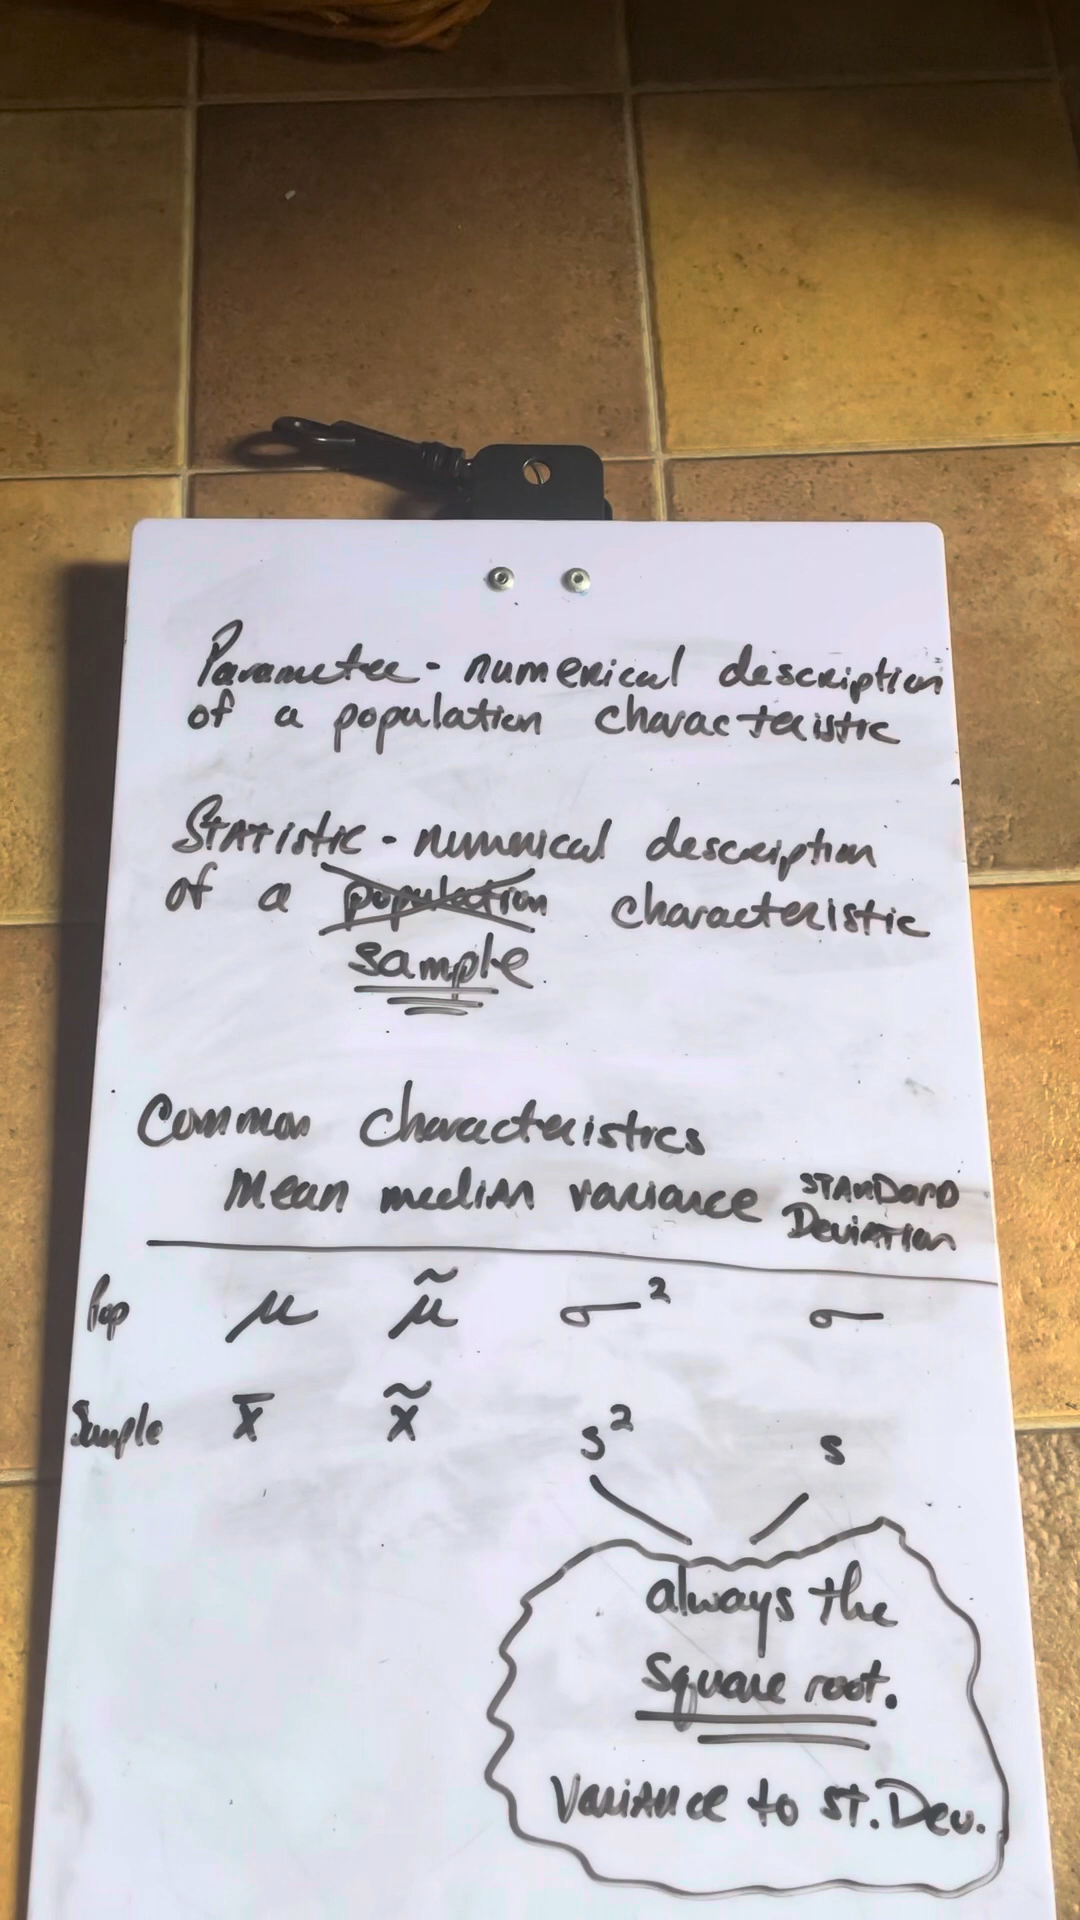 Parameter - numerical description
of a population characteristic
Statistic - numerical description
of a population characteristic
sample
Common characteristics
mean median variance STANDARD
Deviation
Pop μ μ̃ σ² σ
Sample x̄ x̃ s² s
always the
square root.
Variance to ST. Dev.